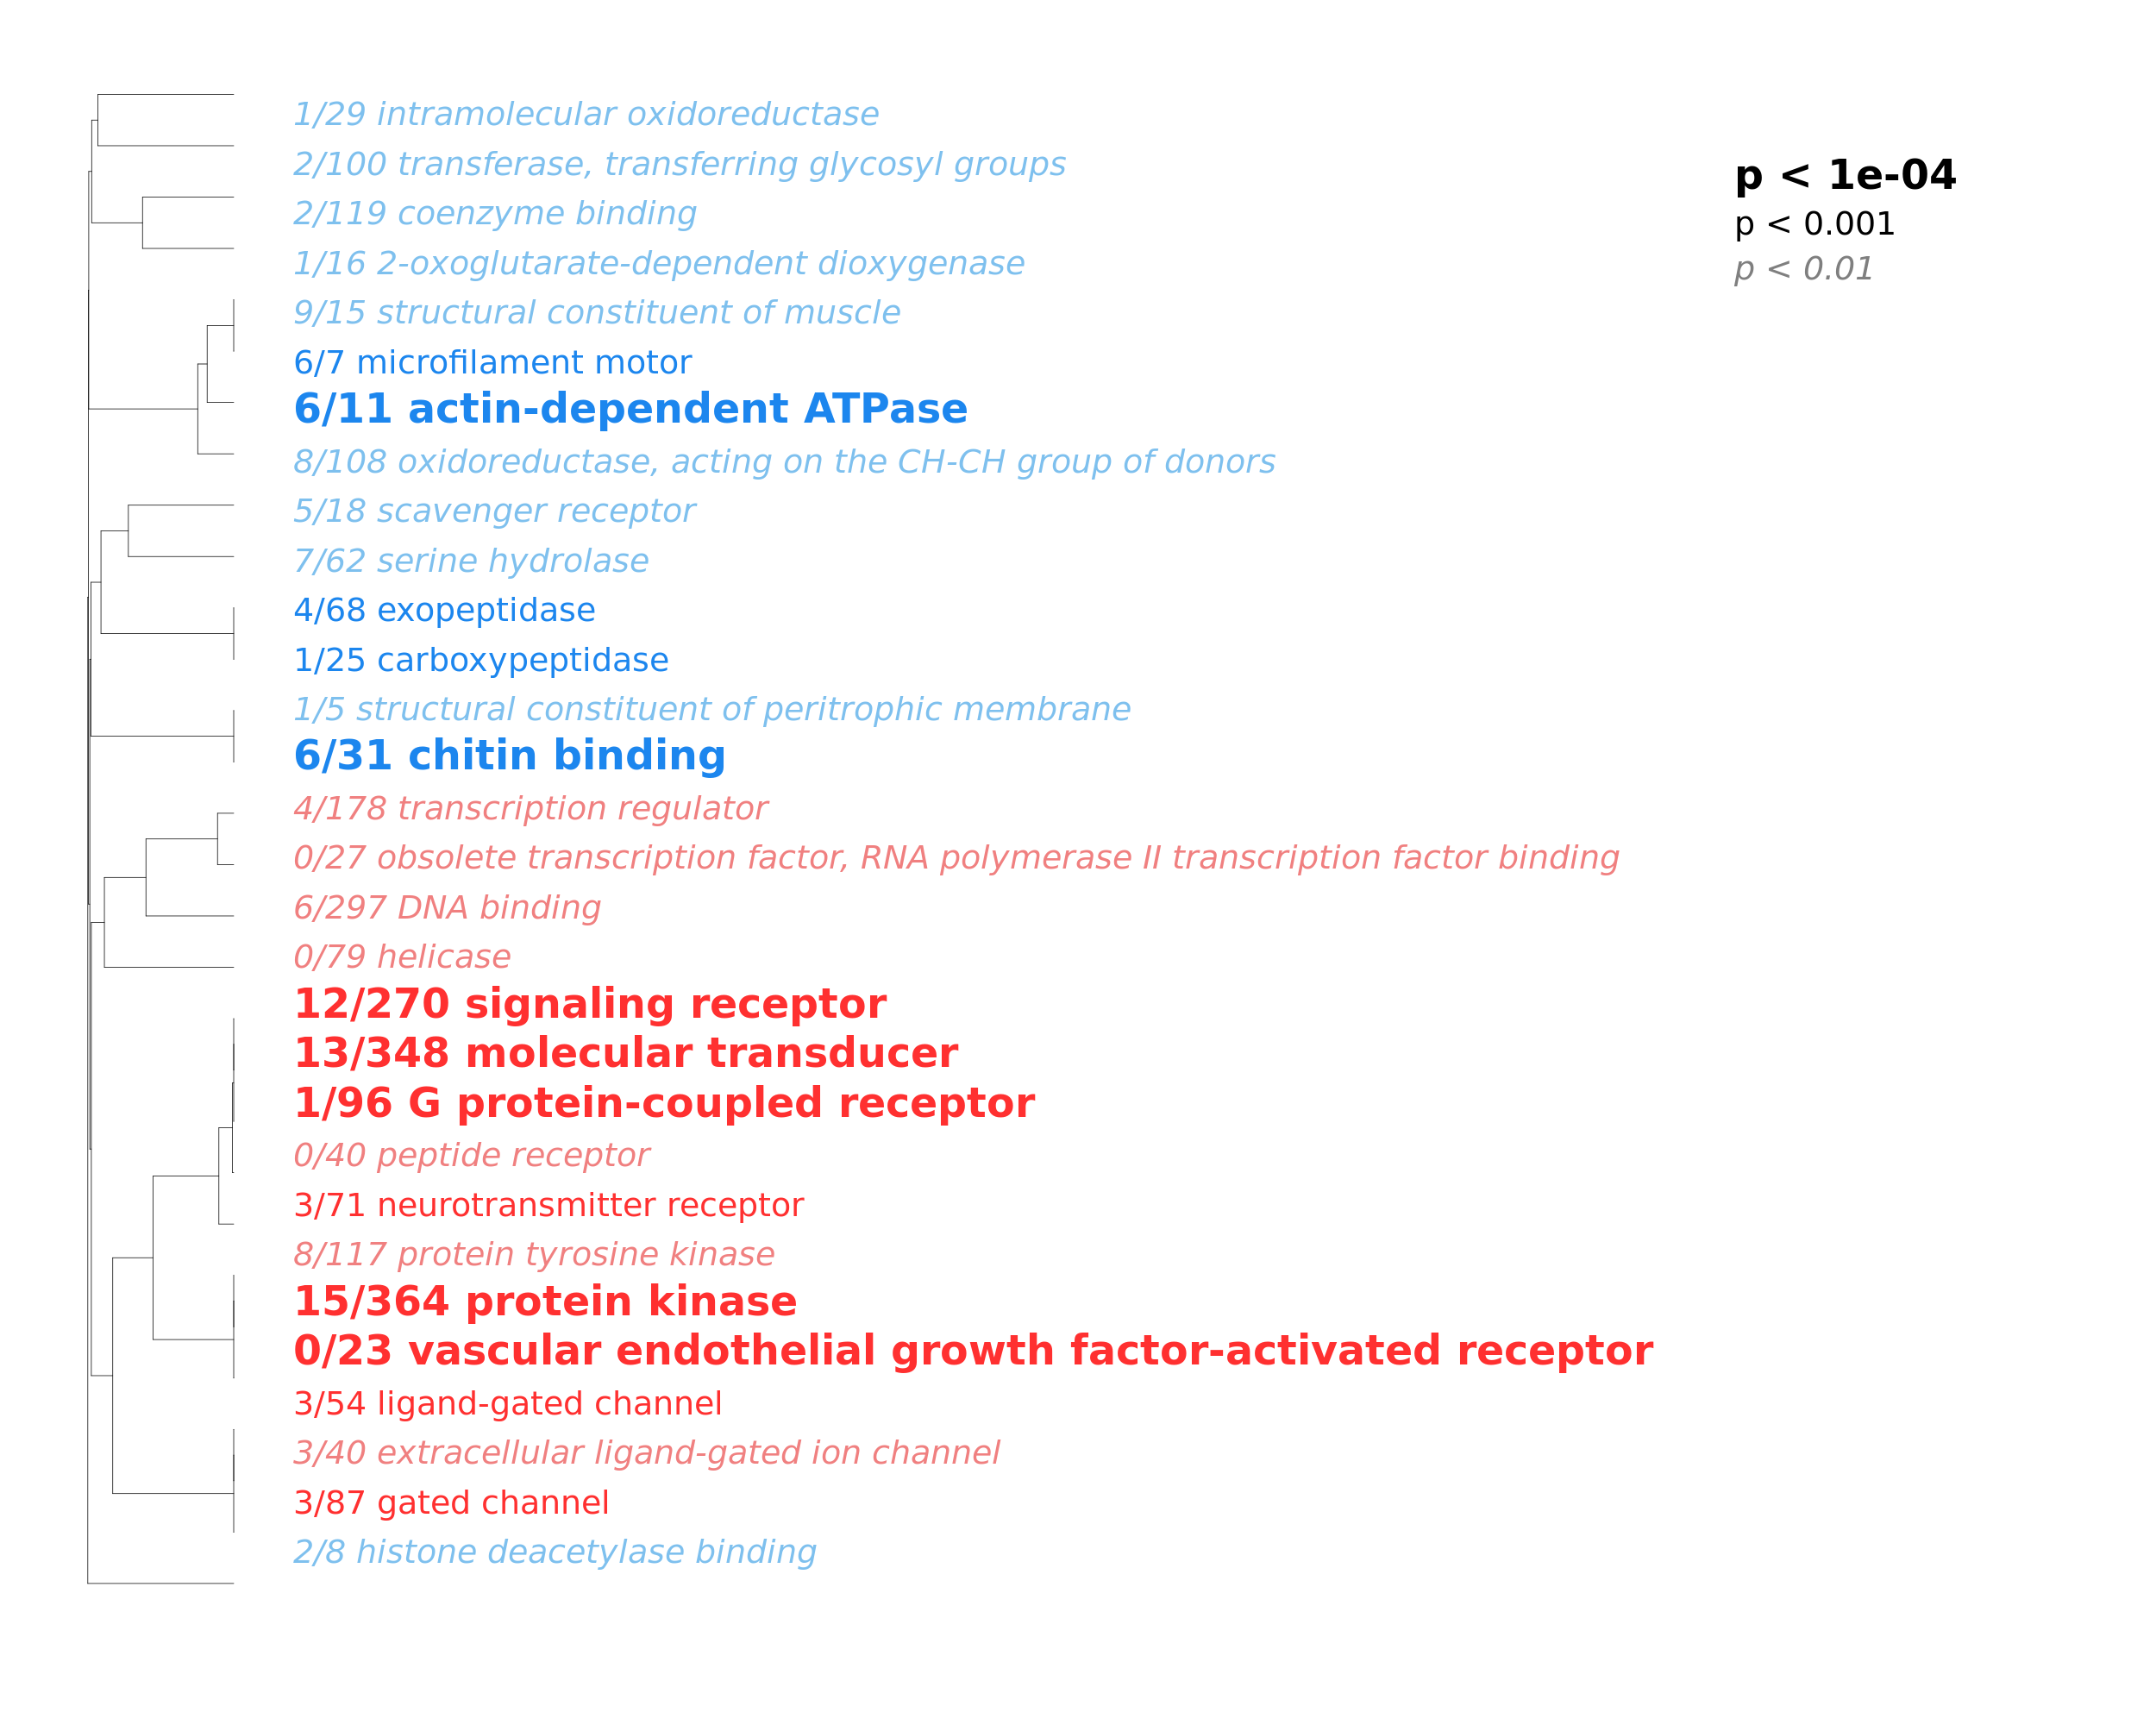 1/29 intramolecular oxidoreductase
2/100 transferase, transferring glycosyl groups
2/119 coenzyme binding
1/16 2-oxoglutarate-dependent dioxygenase
9/15 structural constituent of muscle
6/7 microfilament motor
6/11 actin-dependent ATPase
8/108 oxidoreductase, acting on the CH-CH group of donors
5/18 scavenger receptor
7/62 serine hydrolase
4/68 exopeptidase
1/25 carboxypeptidase
1/5 structural constituent of peritrophic membrane
6/31 chitin binding
4/178 transcription regulator
0/27 obsolete transcription factor, RNA polymerase II transcription factor binding
6/297 DNA binding
0/79 helicase
12/270 signaling receptor
13/348 molecular transducer
1/96 G protein-coupled receptor
0/40 peptide receptor
3/71 neurotransmitter receptor
8/117 protein tyrosine kinase
15/364 protein kinase
0/23 vascular endothelial growth factor-activated receptor
3/54 ligand-gated channel
3/40 extracellular ligand-gated ion channel
3/87 gated channel
2/8 histone deacetylase binding
p < 1e-04
p < 0.001
p < 0.01